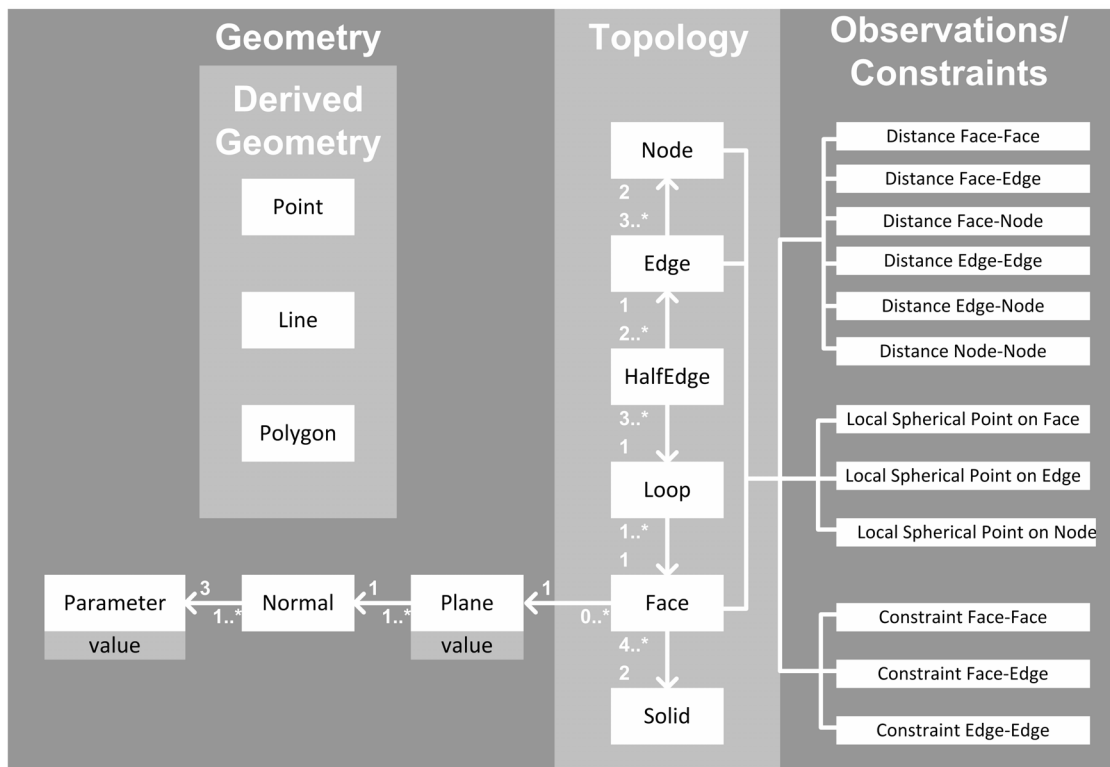 Geometry
Derived
Geometry
Point
Line
Polygon
Parameter
value
3
1..*
Normal
1
1..*
Plane
value
1
0..*
Topology
Node
2
3..*
Edge
1
2..*
HalfEdge
3..*
1
Loop
1..*
1
Face
4..*
2
Solid
Observations/
Constraints
Distance Face-Face
Distance Face-Edge
Distance Face-Node
Distance Edge-Edge
Distance Edge-Node
Distance Node-Node
Local Spherical Point on Face
Local Spherical Point on Edge
Local Spherical Point on Node
Constraint Face-Face
Constraint Face-Edge
Constraint Edge-Edge